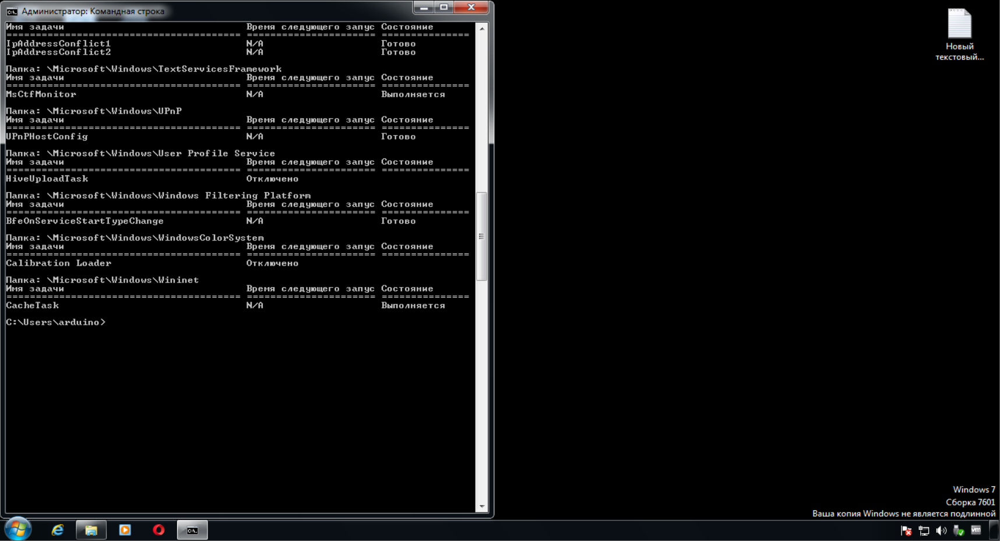 Администратор: Командная строка
Имя задачи Время следующего запус Состояние
======================================== ====================== ===============
IpAddressConflict1 N/A Готово
IpAddressConflict2 N/A Готово
Папка: \Microsoft\Windows\TextServicesFramework
Имя задачи Время следующего запус Состояние
======================================== ====================== ===============
MsCtfMonitor N/A Выполняется
Папка: \Microsoft\Windows\UPnP
Имя задачи Время следующего запус Состояние
======================================== ====================== ===============
UPnPHostConfig N/A Готово
Папка: \Microsoft\Windows\User Profile Service
Имя задачи Время следующего запус Состояние
======================================== ====================== ===============
HiveUploadTask Отключено
Папка: \Microsoft\Windows\Windows Filtering Platform
Имя задачи Время следующего запус Состояние
======================================== ====================== ===============
BfeOnServiceStartTypeChange N/A Готово
Папка: \Microsoft\Windows\WindowsColorSystem
Имя задачи Время следующего запус Состояние
======================================== ====================== ===============
Calibration Loader Отключено
Папка: \Microsoft\Windows\Wininet
Имя задачи Время следующего запус Состояние
======================================== ====================== ===============
CacheTask N/A Выполняется
C:\Users\arduino>
Новый
текстовый...
Windows 7
Сборка 7601
Ваша копия Windows не является подлинной